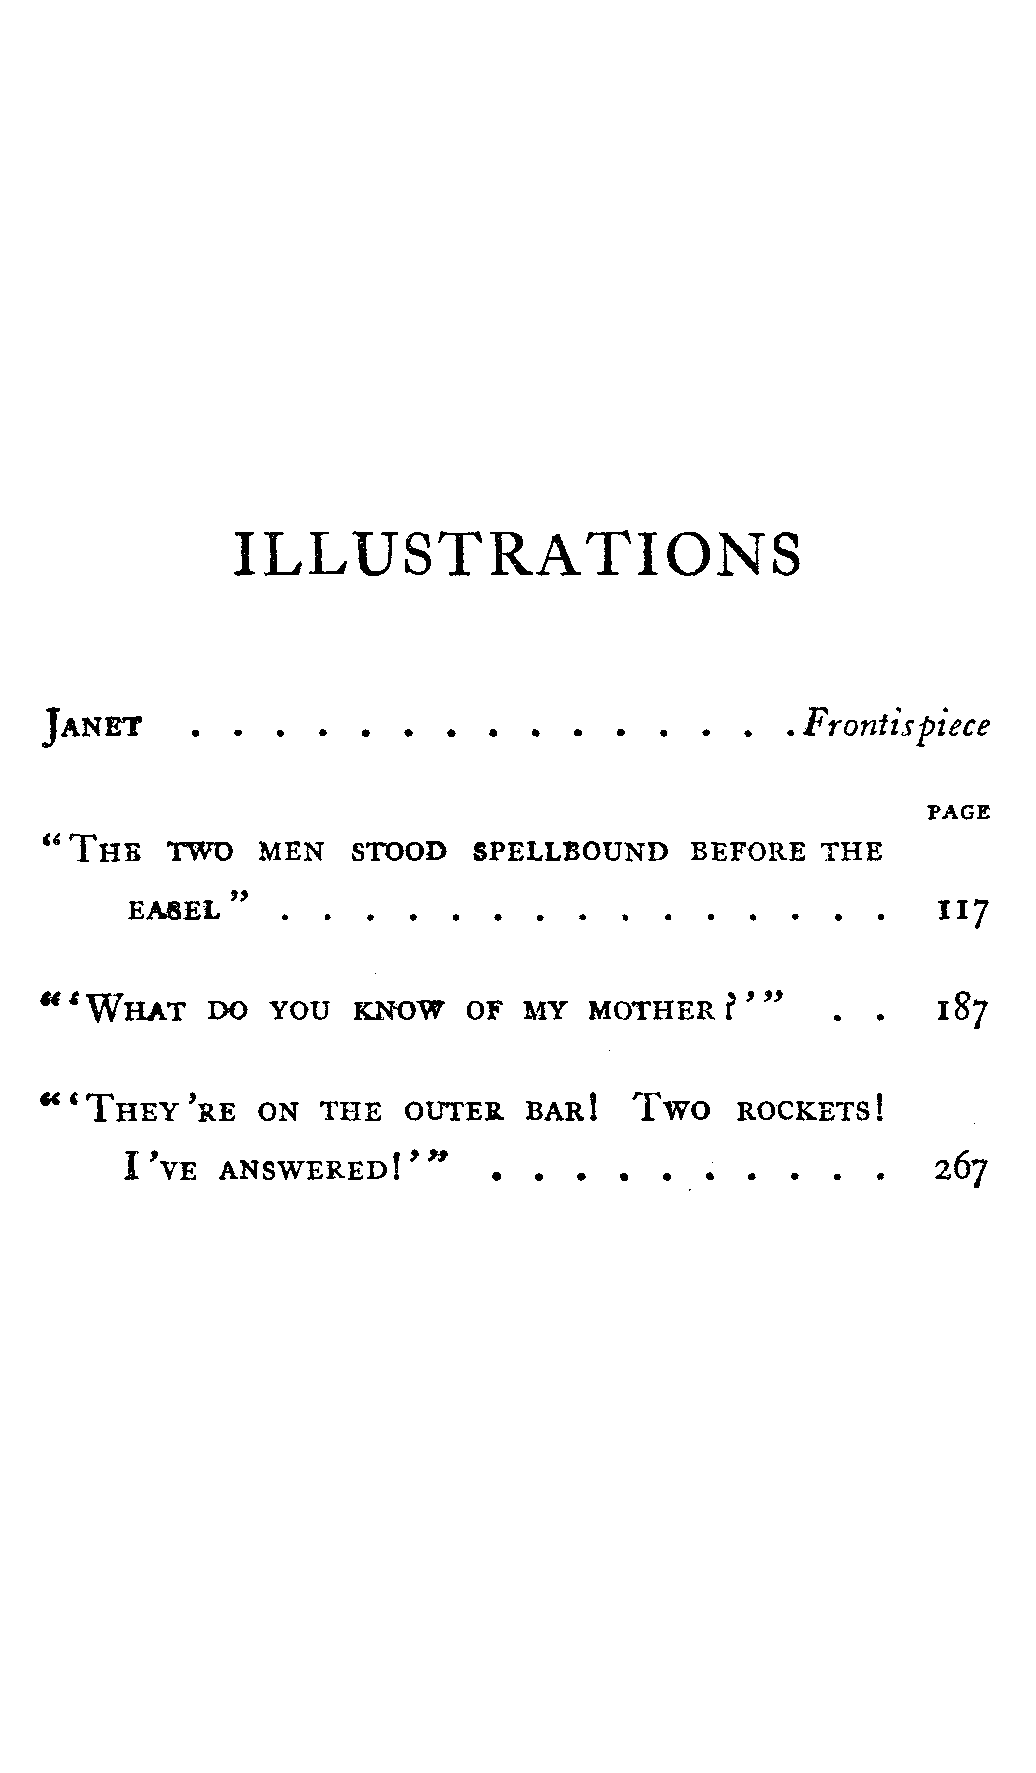 ILLUSTRATIONS
JANET . . . . . . . . . . . . . . . Frontispiece
PAGE
“THE TWO MEN STOOD SPELLBOUND BEFORE THE
EASEL” . . . . . . . . . . . . . . . 117
“‘WHAT DO YOU KNOW OF MY MOTHER?’” . . 187
“‘THEY’RE ON THE OUTER BAR! TWO ROCKETS!
I’VE ANSWERED!’” . . . . . . . . . . 267